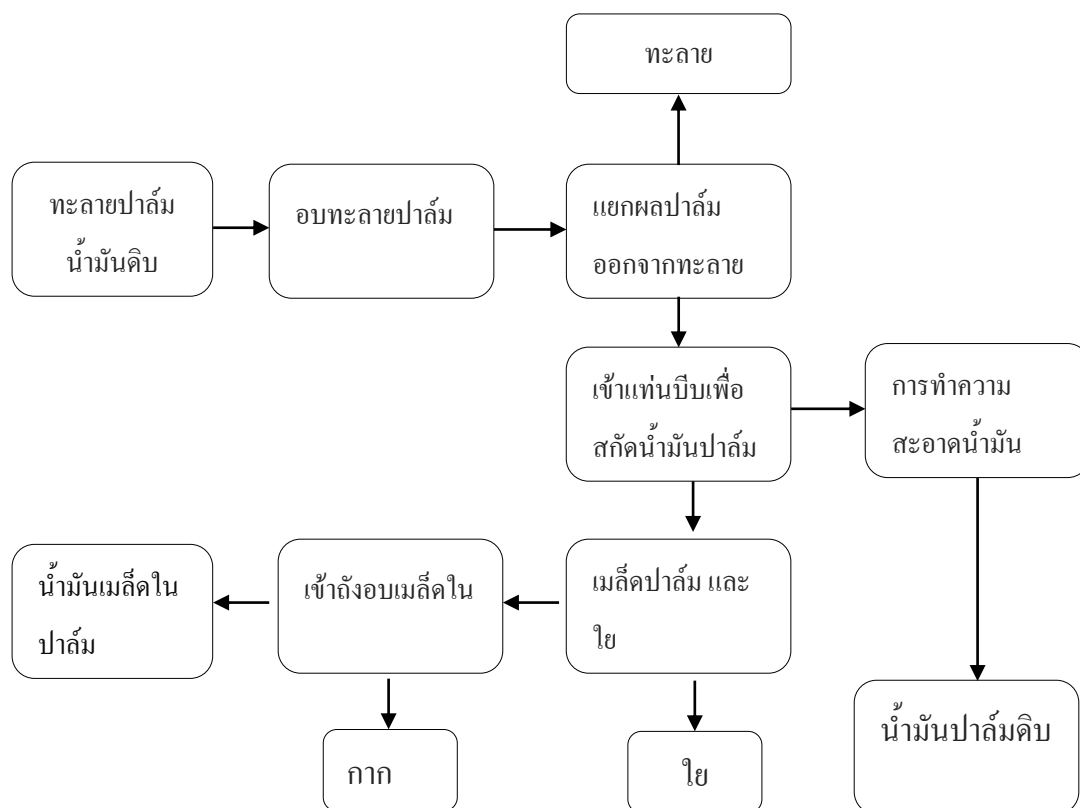 ทะลาย
ทะลายปาล์ม
น้ำมันดิบ
อบทะลายปาล์ม
แยกผลปาล์ม
ออกจากทะลาย
เข้าแท่นบีบเพื่อ
สกัดน้ำมันปาล์ม
การทำความ
สะอาดน้ำมัน
น้ำมันเมล็ดใน
ปาล์ม
เข้าถังอบเมล็ดใน
เมล็ดปาล์ม และ
ใย
น้ำมันปาล์มดิบ
กาก
ใย